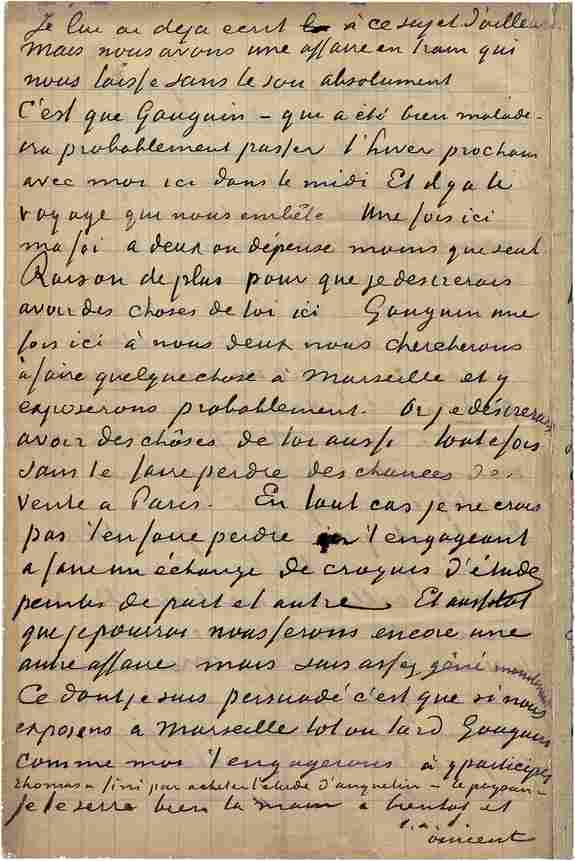 Je lui ai deja ecrit à ce sujet d'ailleurs
Mais nous avons une affaire en train qui
nous laisse sans le sou absolument
C'est que Gauguin – qui a été bien malade –
ira probablement passer l'hiver prochain
avec moi ici dans le midi Et il y a le
voyage qui nous embête Une fois ici
ma foi a deux on dépense moins que seul.
Raison de plus pour que je desirerais
avoir des choses de toi ici Gauguin une
fois ici à nous deux nous chercherons
à faire quelque chose à Marseille et y
exposerons probablement. Or je désirerais
avoir des chôses de toi aussi toutefois
sans te faire perdre des chances de
vente a Paris. En tout cas je ne crois
pas t'en faire perdre en t'engageant
a faire un échange de croquis d'étude
peintes de part et autre. Et aussitot
que je pourrai nous ferons encore une
autre affaire mais suis assez gêné
Ce dont je suis persuadé c'est que si nous
exposons a Marseille tot ou tard Gauguin
comme moi t'engagerons à y participer
Thomas a fini par acheter l'etude d'anquetin – le paysan –
je te serre bien la main a bientot et
t. à. Vincent